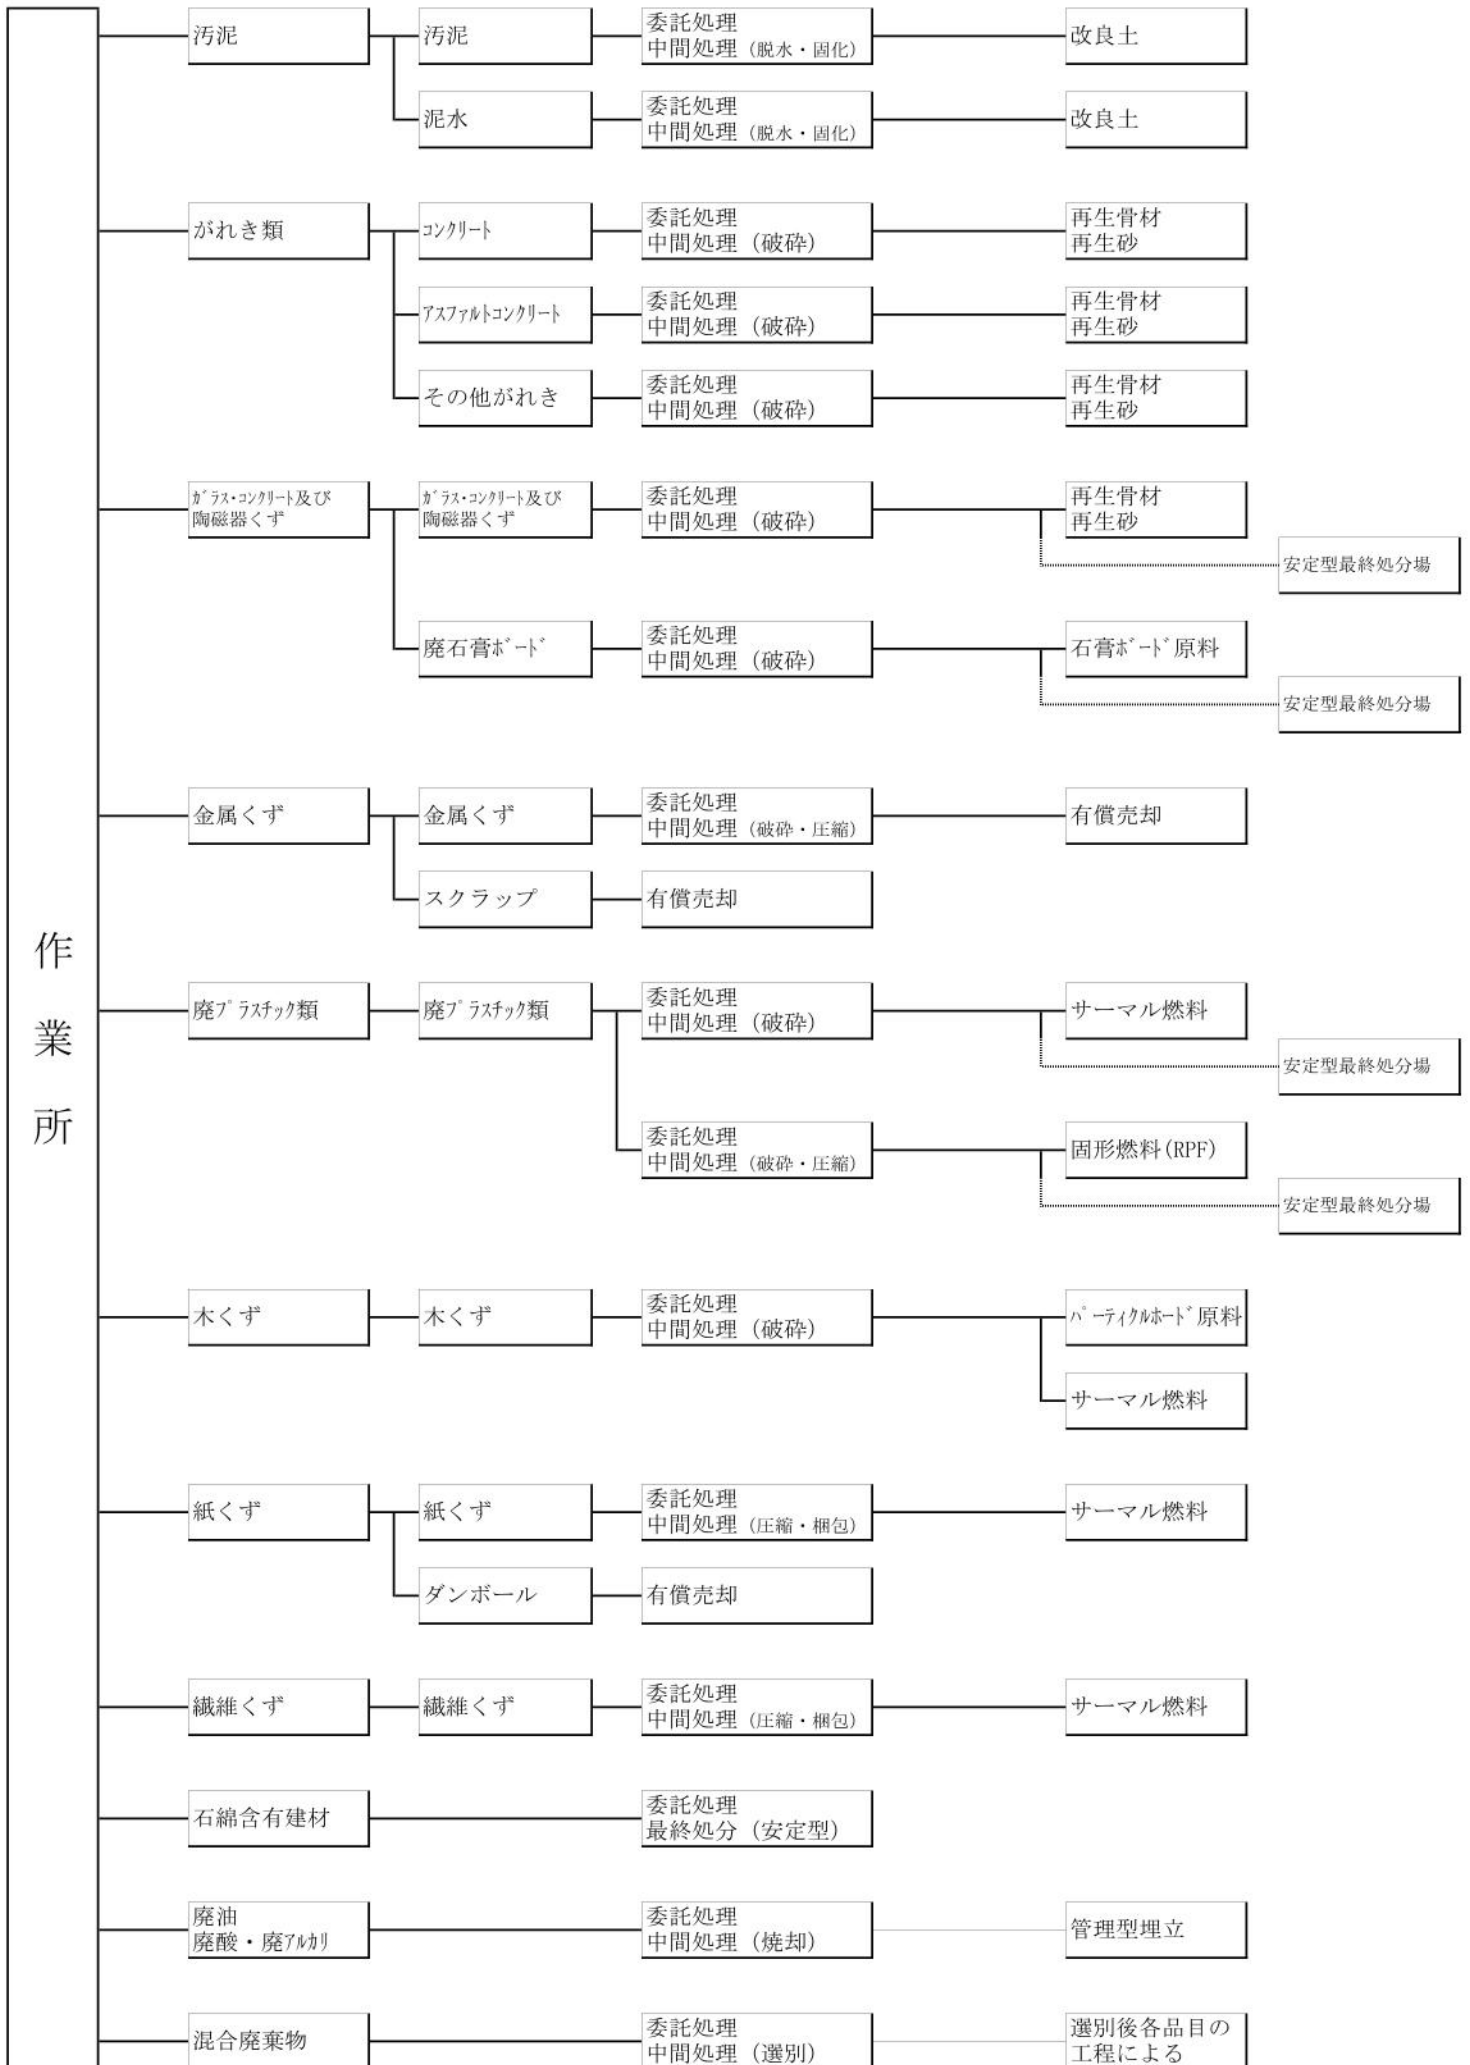 作業所
汚泥
汚泥
委託処理
中間処理（脱水・固化）
改良土
泥水
委託処理
中間処理（脱水・固化）
改良土
がれき類
ｺﾝｸﾘｰﾄ
委託処理
中間処理（破砕）
再生骨材
再生砂
ｱｽﾌｧﾙﾄｺﾝｸﾘｰﾄ
委託処理
中間処理（破砕）
再生骨材
再生砂
その他がれき
委託処理
中間処理（破砕）
再生骨材
再生砂
ｶﾞﾗｽ・ｺﾝｸﾘｰﾄ及び
陶磁器くず
ｶﾞﾗｽ・ｺﾝｸﾘｰﾄ及び
陶磁器くず
委託処理
中間処理（破砕）
再生骨材
再生砂
安定型最終処分場
廃石膏ﾎﾞｰﾄﾞ
委託処理
中間処理（破砕）
石膏ﾎﾞｰﾄﾞ原料
安定型最終処分場
金属くず
金属くず
委託処理
中間処理（破砕・圧縮）
有償売却
スクラップ
有償売却
廃ﾌﾟﾗｽﾁｯｸ類
廃ﾌﾟﾗｽﾁｯｸ類
委託処理
中間処理（破砕）
サーマル燃料
安定型最終処分場
委託処理
中間処理（破砕・圧縮）
固形燃料(RPF)
安定型最終処分場
木くず
木くず
委託処理
中間処理（破砕）
ﾊﾟｰﾃｨｸﾙﾎｰﾄﾞ原料
サーマル燃料
紙くず
紙くず
委託処理
中間処理（圧縮・梱包）
サーマル燃料
ダンボール
有償売却
繊維くず
繊維くず
委託処理
中間処理（圧縮・梱包）
サーマル燃料
石綿含有建材
委託処理
最終処分（安定型）
廃油
廃酸・廃ｱﾙｶﾘ
委託処理
中間処理（焼却）
管理型埋立
混合廃棄物
委託処理
中間処理（選別）
選別後各品目の
工程による